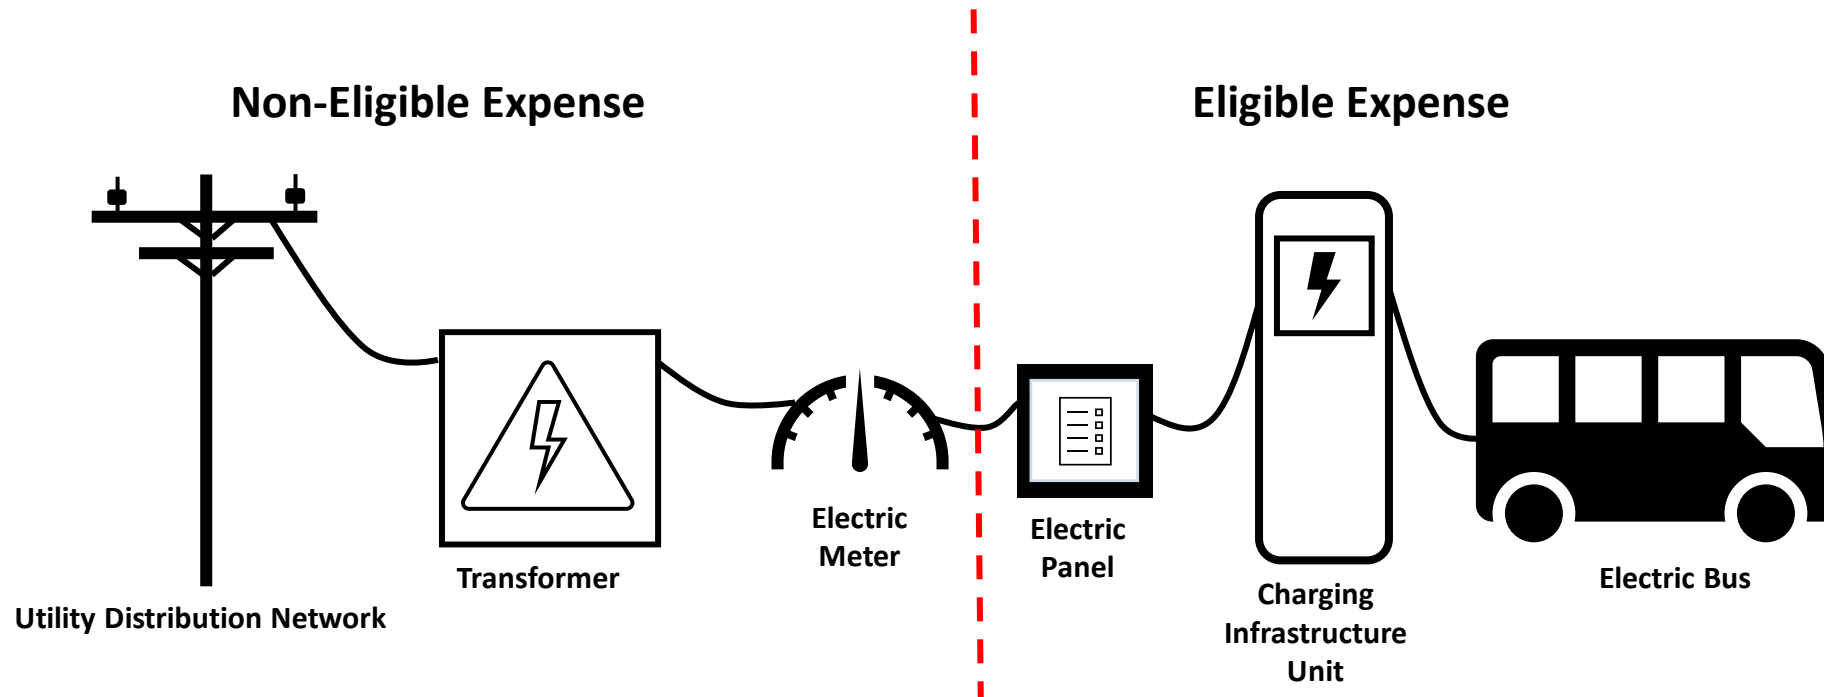 Non-Eligible Expense
Eligible Expense
Utility Distribution Network
Transformer
Electric
Meter
Electric
Panel
Charging
Infrastructure
Unit
Electric Bus